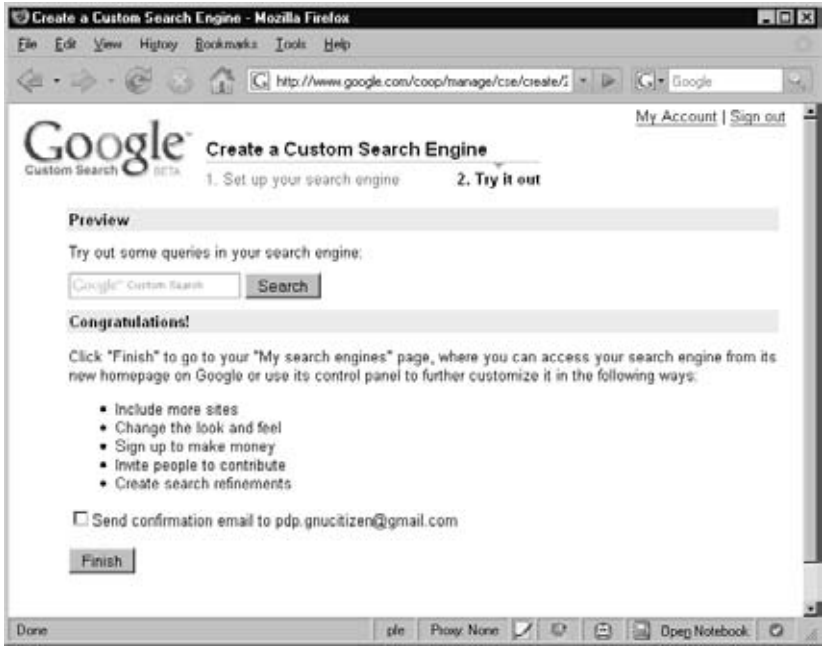 Create a Custom Search Engine - Mozilla Firefox
File Edit View History Bookmarks Tools Help
http://www.google.com/coop/manage/cse/create/2
Google
My Account | Sign out
Google
Custom Search BETA
Create a Custom Search Engine
1. Set up your search engine 2. Try it out
Preview
Try out some queries in your search engine:
Google™ Custom Search Search
Congratulations!
Click "Finish" to go to your "My search engines" page, where you can access your search engine from its
new homepage on Google or use its control panel to further customize it in the following ways:
• Include more sites
• Change the look and feel
• Sign up to make money
• Invite people to contribute
• Create search refinements
Send confirmation email to pdp.gnucitizen@gmail.com
Finish
Done ple Proxy: None Open Notebook